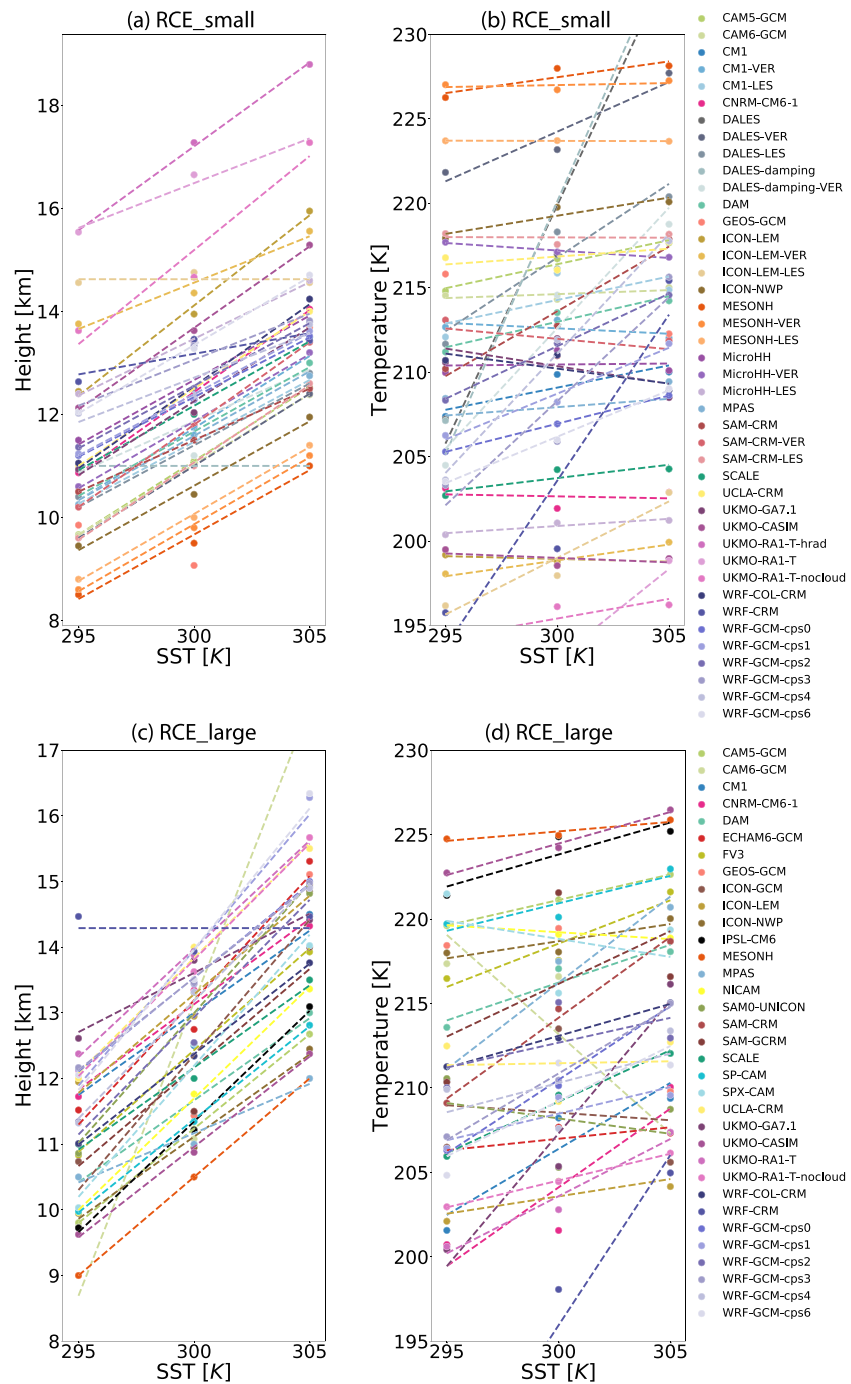 (a) RCE_small
(b) RCE_small
Height [km]
18
16
14
12
10
8
295
300
305
SST [K]
Temperature [K]
230
225
220
215
210
205
200
195
295
300
305
SST [K]
CAM5-GCM
CAM6-GCM
CM1
CM1-VER
CM1-LES
CNRM-CM6-1
DALES
DALES-VER
DALES-LES
DALES-damping
DALES-damping-VER
DAM
GEOS-GCM
ICON-LEM
ICON-LEM-VER
ICON-LEM-LES
ICON-NWP
MESONH
MESONH-VER
MESONH-LES
MicroHH
MicroHH-VER
MicroHH-LES
MPAS
SAM-CRM
SAM-CRM-VER
SAM-CRM-LES
SCALE
UCLA-CRM
UKMO-GA7.1
UKMO-CASIM
UKMO-RA1-T-hrad
UKMO-RA1-T
UKMO-RA1-T-nocloud
WRF-COL-CRM
WRF-CRM
WRF-GCM-cps0
WRF-GCM-cps1
WRF-GCM-cps2
WRF-GCM-cps3
WRF-GCM-cps4
WRF-GCM-cps6
(c) RCE_large
(d) RCE_large
Height [km]
17
16
15
14
13
12
11
10
9
8
295
300
305
SST [K]
Temperature [K]
230
225
220
215
210
205
200
195
295
300
305
SST [K]
CAM5-GCM
CAM6-GCM
CM1
CNRM-CM6-1
DAM
ECHAM6-GCM
FV3
GEOS-GCM
ICON-GCM
ICON-LEM
ICON-NWP
IPSL-CM6
MESONH
MPAS
NICAM
SAM0-UNICON
SAM-CRM
SAM-GCRM
SCALE
SP-CAM
SPX-CAM
UCLA-CRM
UKMO-GA7.1
UKMO-CASIM
UKMO-RA1-T
UKMO-RA1-T-nocloud
WRF-COL-CRM
WRF-CRM
WRF-GCM-cps0
WRF-GCM-cps1
WRF-GCM-cps2
WRF-GCM-cps3
WRF-GCM-cps4
WRF-GCM-cps6